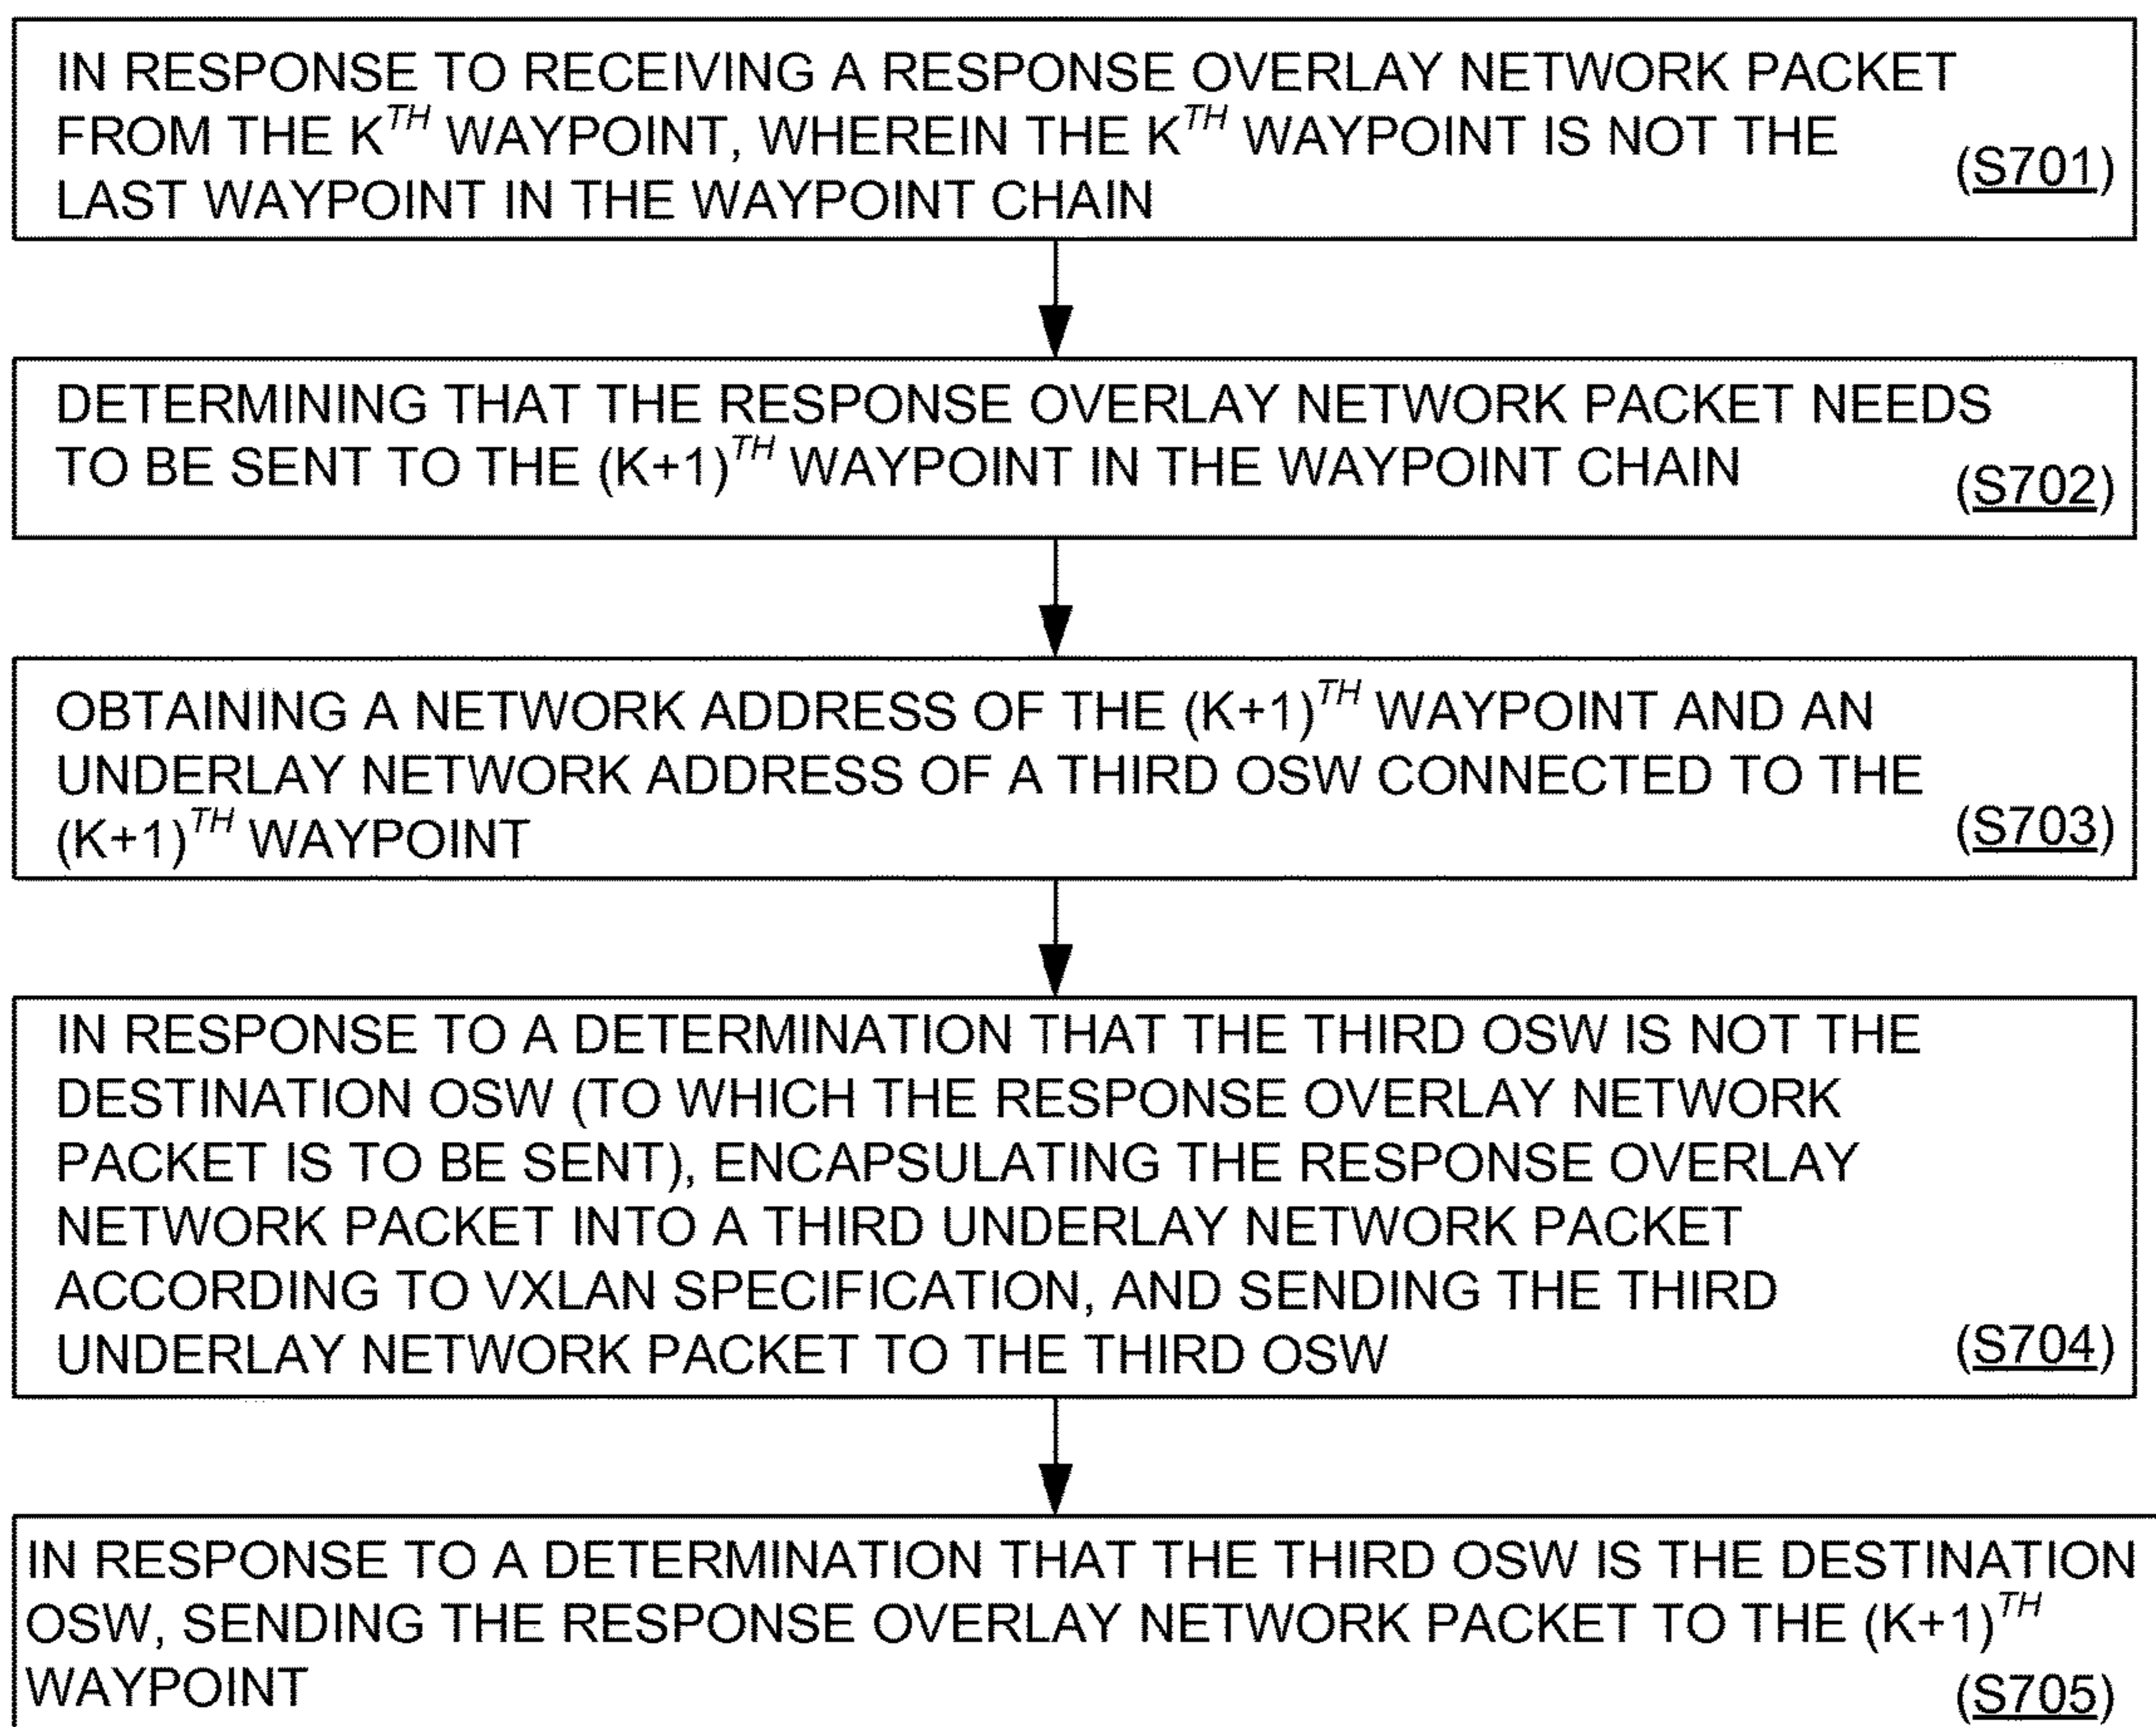 IN RESPONSE TO RECEIVING A RESPONSE OVERLAY NETWORK PACKET
FROM THE K^TH WAYPOINT, WHEREIN THE K^TH WAYPOINT IS NOT THE
LAST WAYPOINT IN THE WAYPOINT CHAIN
(S701)
DETERMINING THAT THE RESPONSE OVERLAY NETWORK PACKET NEEDS
TO BE SENT TO THE (K+1)^TH WAYPOINT IN THE WAYPOINT CHAIN
(S702)
OBTAINING A NETWORK ADDRESS OF THE (K+1)^TH WAYPOINT AND AN
UNDERLAY NETWORK ADDRESS OF A THIRD OSW CONNECTED TO THE
(K+1)^TH WAYPOINT
(S703)
IN RESPONSE TO A DETERMINATION THAT THE THIRD OSW IS NOT THE
DESTINATION OSW (TO WHICH THE RESPONSE OVERLAY NETWORK
PACKET IS TO BE SENT), ENCAPSULATING THE RESPONSE OVERLAY
NETWORK PACKET INTO A THIRD UNDERLAY NETWORK PACKET
ACCORDING TO VXLAN SPECIFICATION, AND SENDING THE THIRD
UNDERLAY NETWORK PACKET TO THE THIRD OSW
(S704)
IN RESPONSE TO A DETERMINATION THAT THE THIRD OSW IS THE DESTINATION
OSW, SENDING THE RESPONSE OVERLAY NETWORK PACKET TO THE (K+1)^TH
WAYPOINT
(S705)